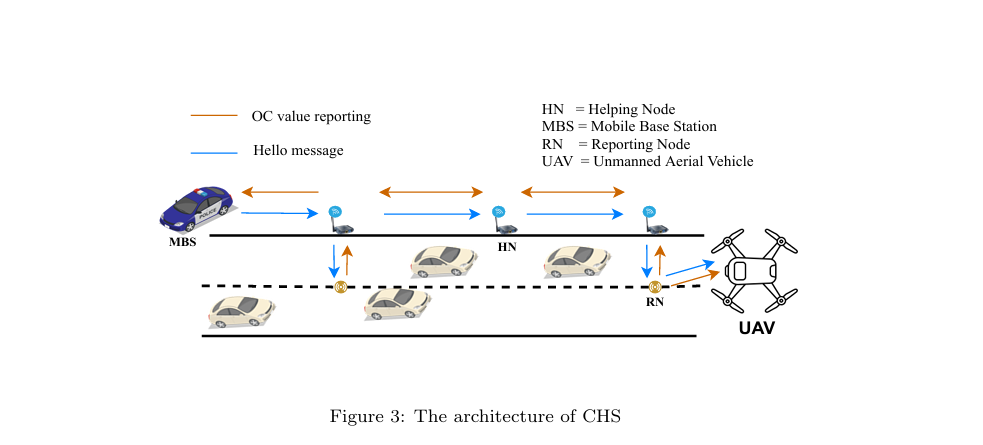 OC value reporting
Hello message
HN = Helping Node
MBS = Mobile Base Station
RN = Reporting Node
UAV = Unmanned Aerial Vehicle
POLICE
MBS
HN
RN
UAV
Figure 3: The architecture of CHS